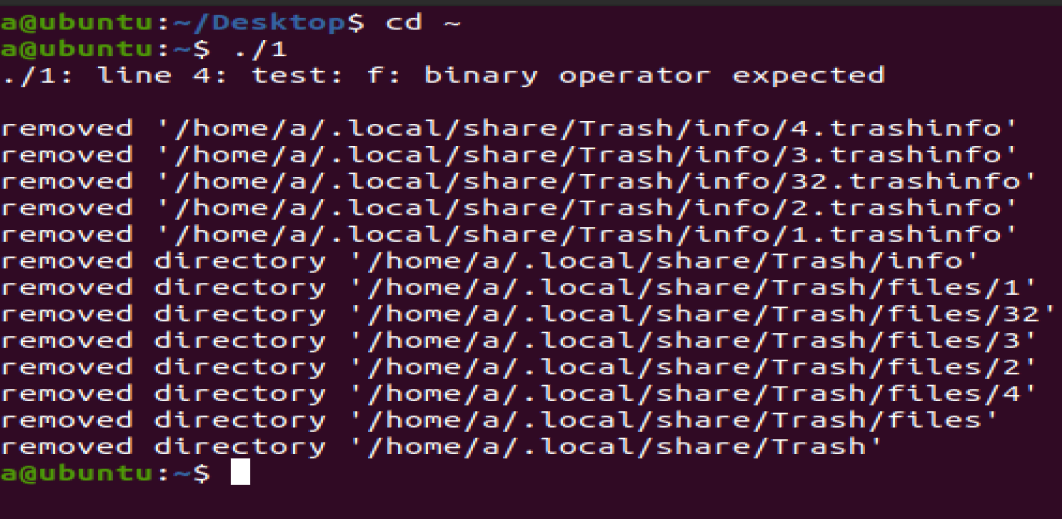 a@ubuntu:~/Desktop$ cd ~
a@ubuntu:~$ ./1
./1: line 4: test: f: binary operator expected
removed '/home/a/.local/share/Trash/info/4.trashinfo'
removed '/home/a/.local/share/Trash/info/3.trashinfo'
removed '/home/a/.local/share/Trash/info/32.trashinfo'
removed '/home/a/.local/share/Trash/info/2.trashinfo'
removed '/home/a/.local/share/Trash/info/1.trashinfo'
removed directory '/home/a/.local/share/Trash/info'
removed directory '/home/a/.local/share/Trash/files/1'
removed directory '/home/a/.local/share/Trash/files/32'
removed directory '/home/a/.local/share/Trash/files/3'
removed directory '/home/a/.local/share/Trash/files/2'
removed directory '/home/a/.local/share/Trash/files/4'
removed directory '/home/a/.local/share/Trash/files'
removed directory '/home/a/.local/share/Trash'
a@ubuntu:~$